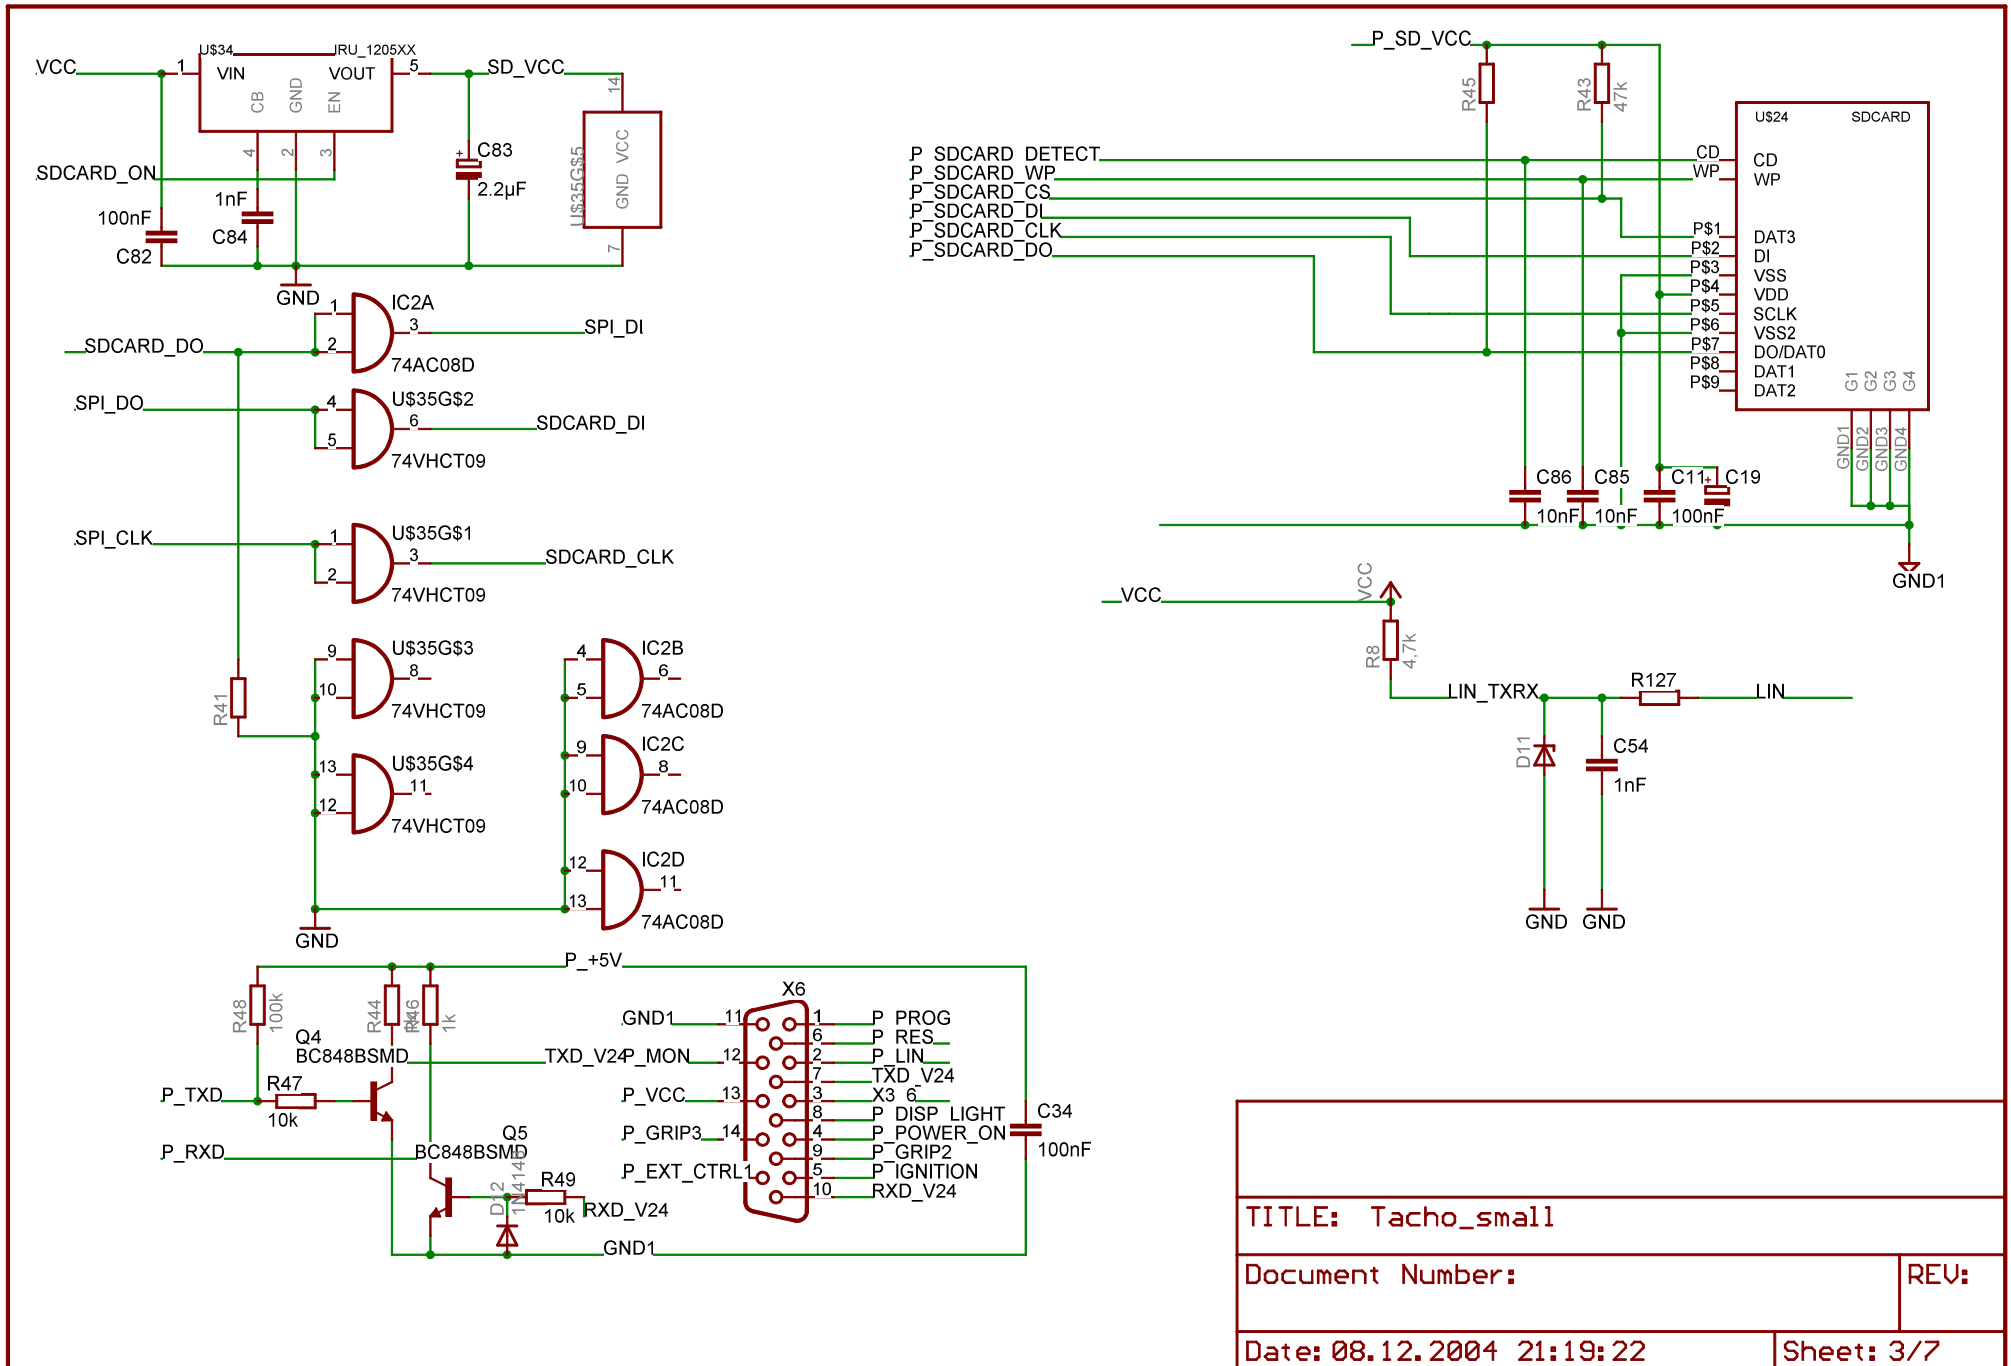 U$34 IRU_1205XX
VCC 1 VIN VOUT 5 SD_VCC
CB GND EN
4 2 3
SDCARD_ON
1nF
C84
100nF
C82
+ C83
2.2µF
14
GND VCC
U$35G$5
7
GND
1 IC2A
3 SPI_DI
SDCARD_DO 2
74AC08D
SPI_DO 4 U$35G$2
6 SDCARD_DI
5
74VHCT09
SPI_CLK 1 U$35G$1
3 SDCARD_CLK
2
74VHCT09
9 U$35G$3
8
10
74VHCT09
R41
13 U$35G$4
11
12
74VHCT09
4 IC2B
6
5
74AC08D
9 IC2C
8
10
74AC08D
12 IC2D
11
13
74AC08D
GND
P_SD_VCC
R45
R43
47k
U$24 SDCARD
P_SDCARD_DETECT CD CD
P_SDCARD_WP WP WP
P_SDCARD_CS
P_SDCARD_DI
P_SDCARD_CLK
P_SDCARD_DO
P$1 DAT3
P$2 DI
P$3 VSS
P$4 VDD
P$5 SCLK
P$6 VSS2
P$7 DO/DAT0
P$8 DAT1
P$9 DAT2
G1 G2 G3 G4
GND1 GND2 GND3 GND4
C86
10nF
C85
10nF
C11
100nF
+ C19
GND1
VCC
VCC
R8
4,7k
LIN_TXRX R127 LIN
D11
C54
1nF
GND GND
P_+5V
R48
100k
R44
R46
1k
Q4
BC848BSMD
TXD_V24
P_TXD R47
10k
P_RXD
Q5
BC848BSMD
D12
1N4148
R49
10k
RXD_V24
GND1
X6
GND1 11
P_MON 12
P_VCC 13
P_GRIP3 14
P_EXT_CTRL1
1 P_PROG
6 P_RES
2 P_LIN
7 TXD_V24
3 X3_6
8 P_DISP_LIGHT
4 P_POWER_ON
9 P_GRIP2
5 P_IGNITION
10 RXD_V24
C34
100nF
TITLE: Tacho_small
Document Number: REV:
Date: 08.12.2004 21:19:22 Sheet: 3/7